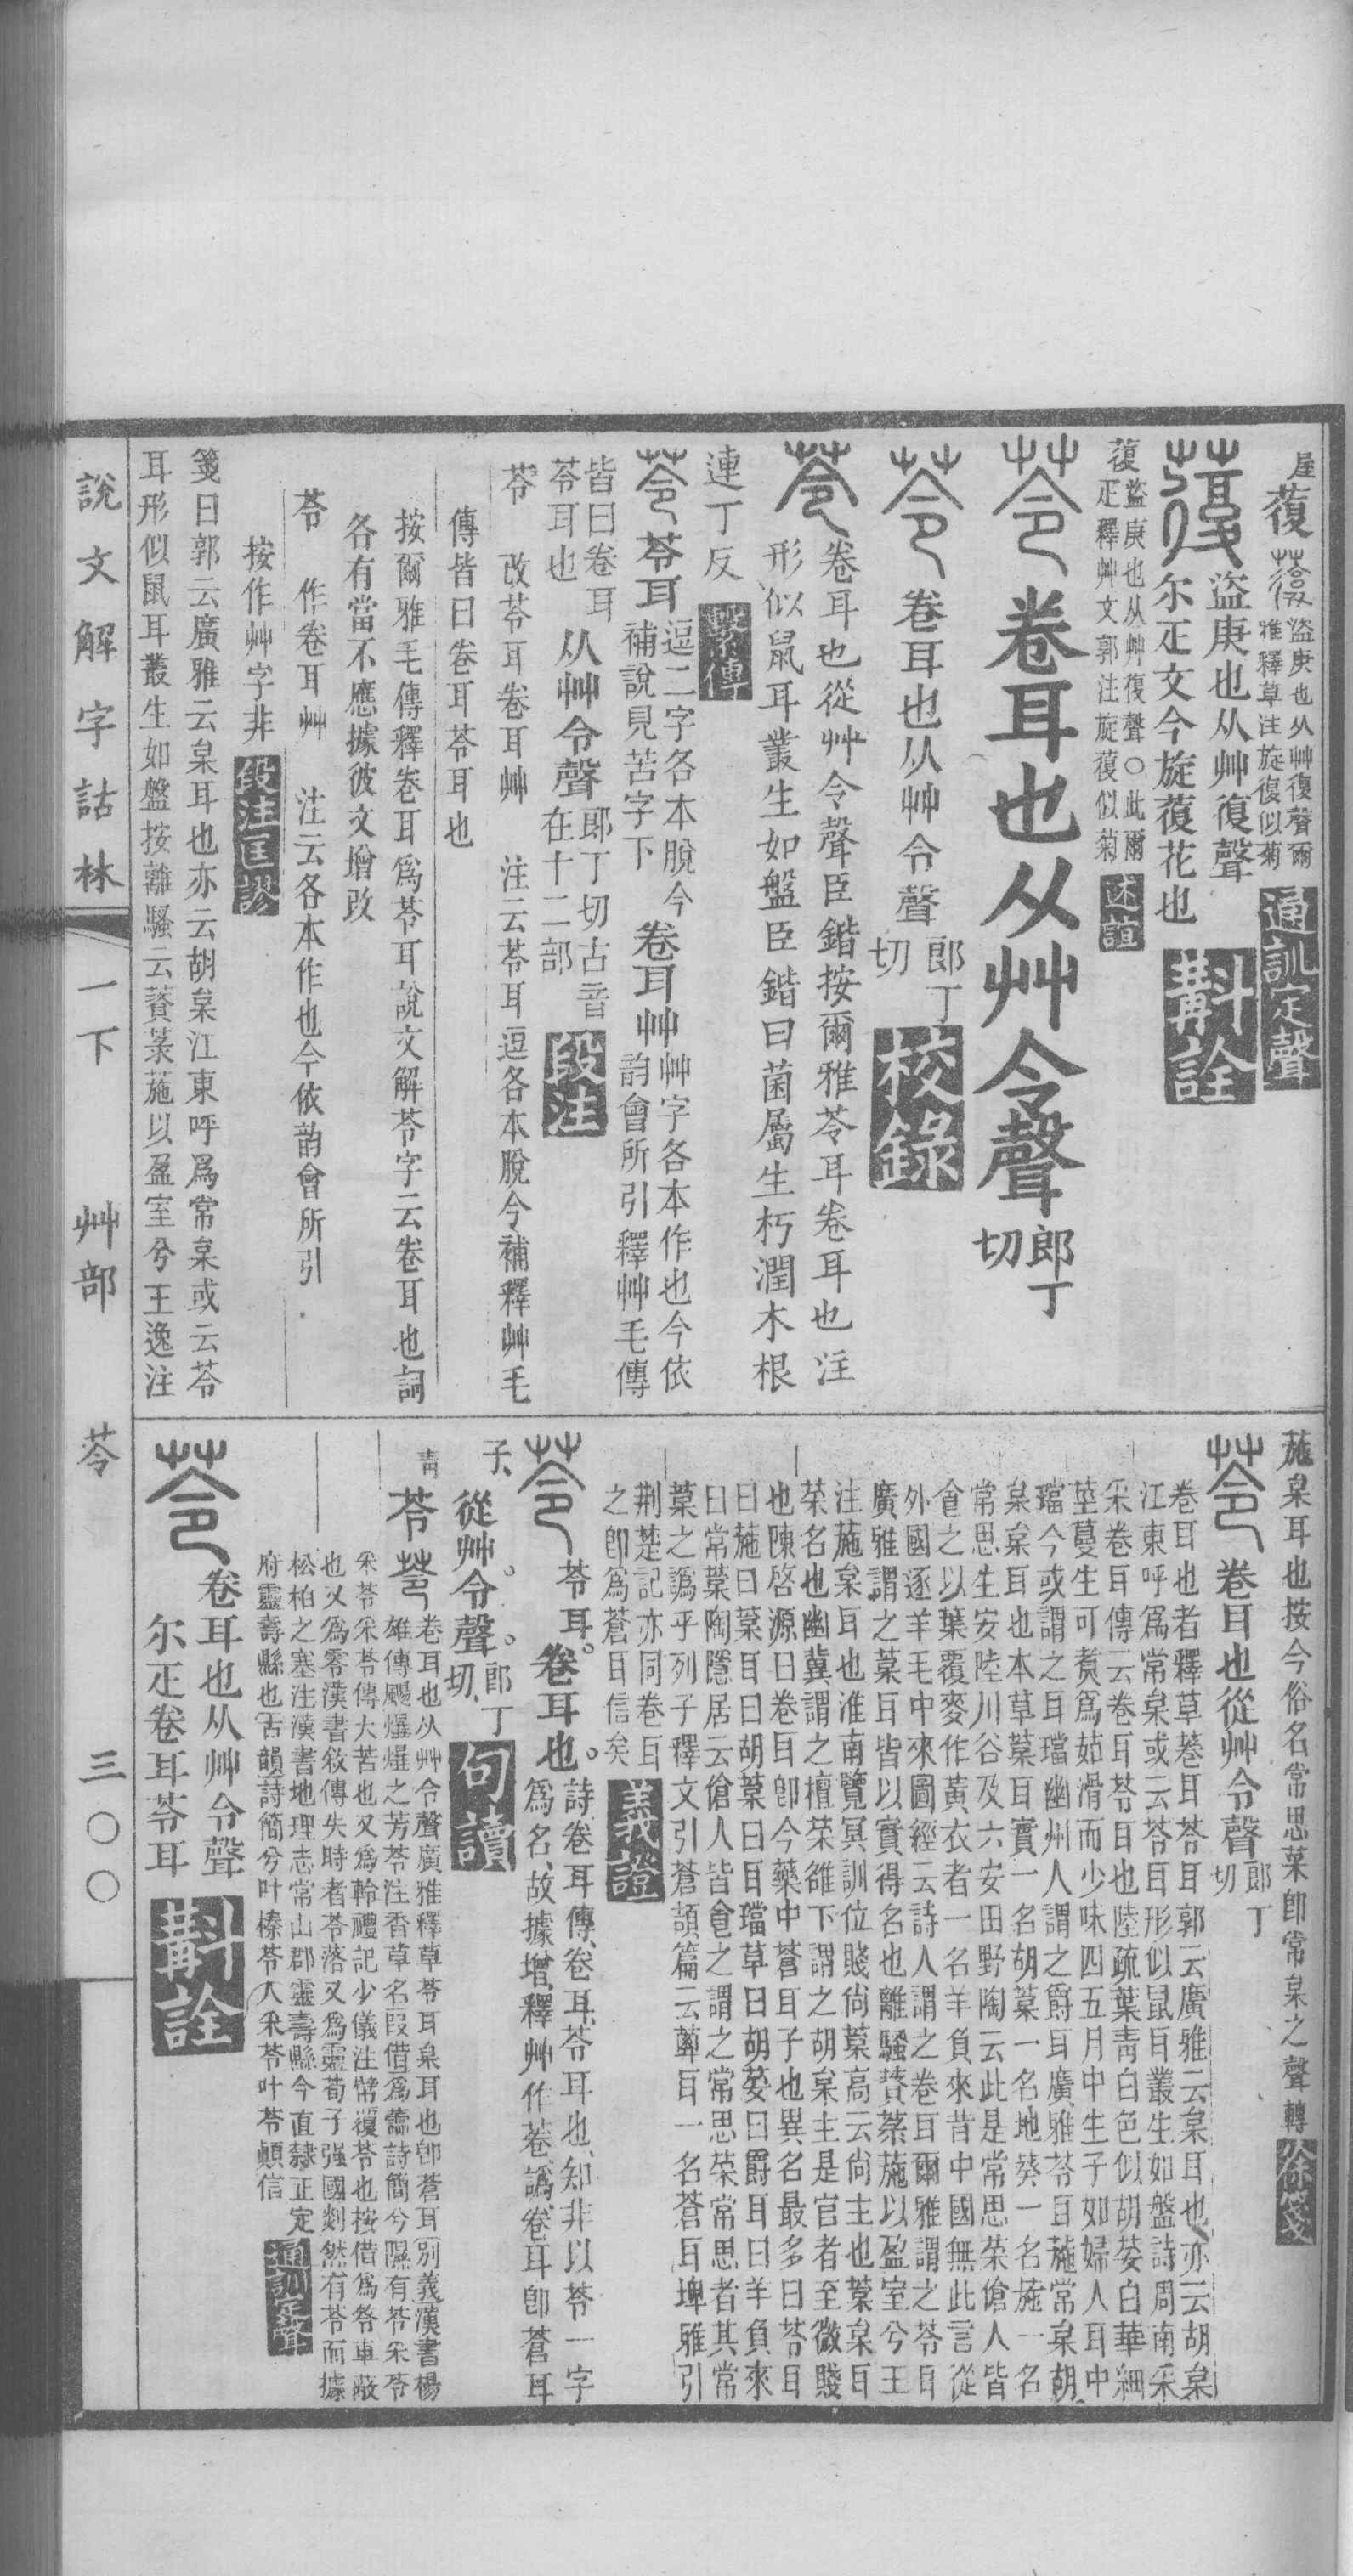 屋蕧盜庚也从艸復聲爾
雅釋草注旋復似菊通訓定聲
盜庚也从艸復聲
尔疋文今旋蕧花也斠詮
蕧盜庚也从艸復聲○此爾
疋釋艸文郭注旋蕧似菊述誼
卷耳也从艸令聲郎丁
切
卷耳也从艸令聲郎丁
切校錄
卷耳也從艸令聲臣鍇按爾雅苓耳卷耳也注
形似鼠耳叢生如盤臣鍇曰菌屬生朽潤木根
連丁反繫傳
苓耳逗二字各本脫今
補說見苦字下卷耳艸艸字各本作也今依
韵會所引釋艸毛傳
皆曰卷耳
苓耳也从艸令聲郎丁切古音
在十二部段注
苓 改苓耳卷耳艸 注云苓耳逗各本脫今補釋艸毛
傳皆曰卷耳苓耳也
按爾雅毛傳釋卷耳爲苓耳說文解苓字云卷耳也詞
各有當不應據彼文增改
苓 作卷耳艸 注云各本作也今依韵會所引
按作艸字非段注匡謬
箋曰郭云廣雅云枲耳也亦云胡枲江東呼爲常枲或云苓
耳形似鼠耳叢生如盤按離騷云薋菉葹以盈室兮王逸注
葹枲耳也按今俗名常思菜卽常枲之聲轉徐箋
卷耳也從艸令聲郎丁
切
卷耳也者釋草菤耳苓耳郭云廣雅云枲耳也亦云胡枲
江東呼爲常枲或云苓耳形似鼠耳叢生如盤詩周南采
采卷耳傳云卷耳苓耳也陸疏葉靑白色似胡荽白華細
莖蔓生可煑爲茹滑而少味四五月中生子如婦人耳中
璫今或謂之耳璫幽州人謂之爵耳廣雅苓耳葹常枲胡
枲枲耳也本草葈耳實一名胡葈一名地葵一名葹一名
常思生安陸川谷及六安田野陶云此是常思菜傖人皆
食之以葉覆麥作黃衣者一名羊負來昔中國無此言從
外國逐羊毛中來圖經云詩人謂之卷耳爾雅謂之苓耳
廣雅謂之葈耳皆以實得名也離騷薋菉葹以盈室兮王
注葹枲耳也淮南覽冥訓位賤尙葈高云尙主也葈枲耳
菜名也幽冀謂之檀菜雒下謂之胡枲主是官者至微賤
也陳啓源曰卷耳卽今藥中蒼耳子也異名最多曰苓耳
曰葹曰葈耳曰胡葈曰耳璫草曰胡荽曰爵耳曰羊負來
曰常葈陶隱居云傖人皆食之謂之常思菜常思者其常
葈之譌乎列子釋文引蒼頡篇云𦯄耳一名蒼耳埤雅引
荆楚記亦同卷耳
之卽爲蒼耳信矣義證
苓耳卷耳也詩卷耳傳卷耳苓耳也知非以苓一字
爲名故據增釋艸作菤譌卷耳卽蒼耳
子從艸令聲郎丁
切句讀
靑苓卷耳也从艸令聲廣雅釋草苓耳枲耳也卽蒼耳別義漢書楊
雄傳颺燿燿之芳苓注香草名叚借爲蘦詩簡兮隰有苓采苓
采苓采苓傳大苦也又爲軨禮記少儀注幦覆苓也按借爲笭車蔽
也又爲零漢書敘傳失時者苓落又爲靈荀子强國剡然有苓而據
松柏之塞注漢書地理志常山郡靈壽縣今直隷正定
府靈壽縣也古韻詩簡兮叶榛苓人采苓叶苓顚信通訓定聲
卷耳也从艸令聲
尔疋卷耳苓耳斠詮
說文解字詁林 一下 艸部 苓 三〇〇